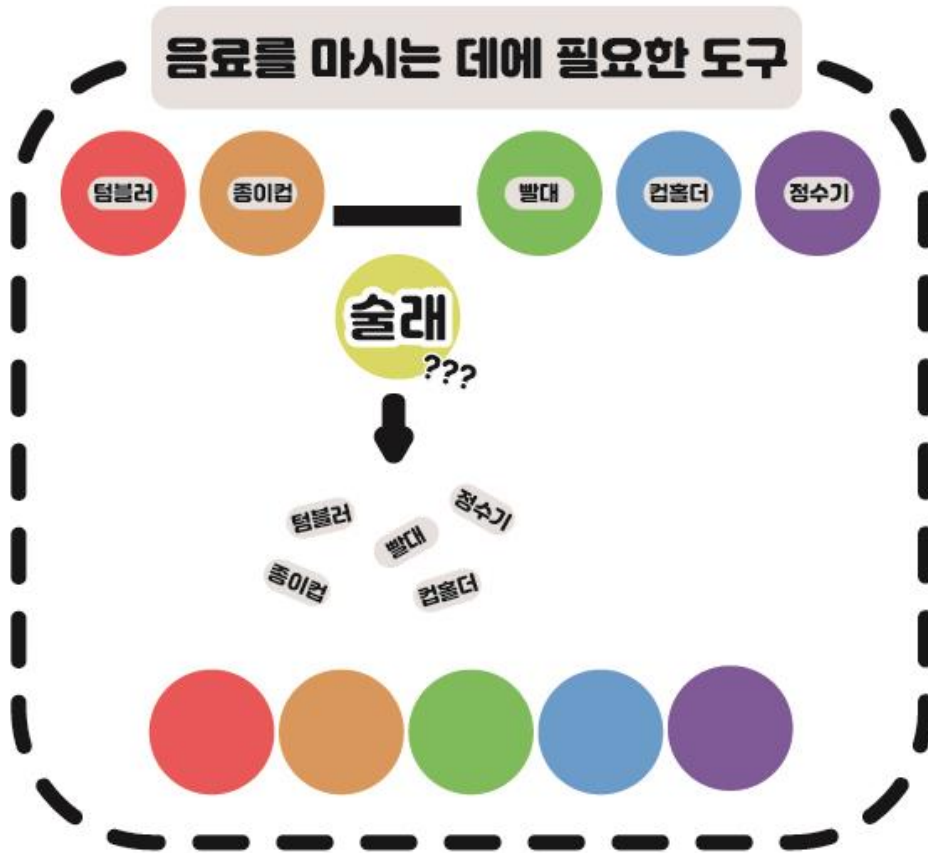 음료를 마시는 데에 필요한 도구
텀블러 종이컵 빨대 컵홀더 정수기
술래
???
텀블러 빨대 정수기
종이컵 컵홀더